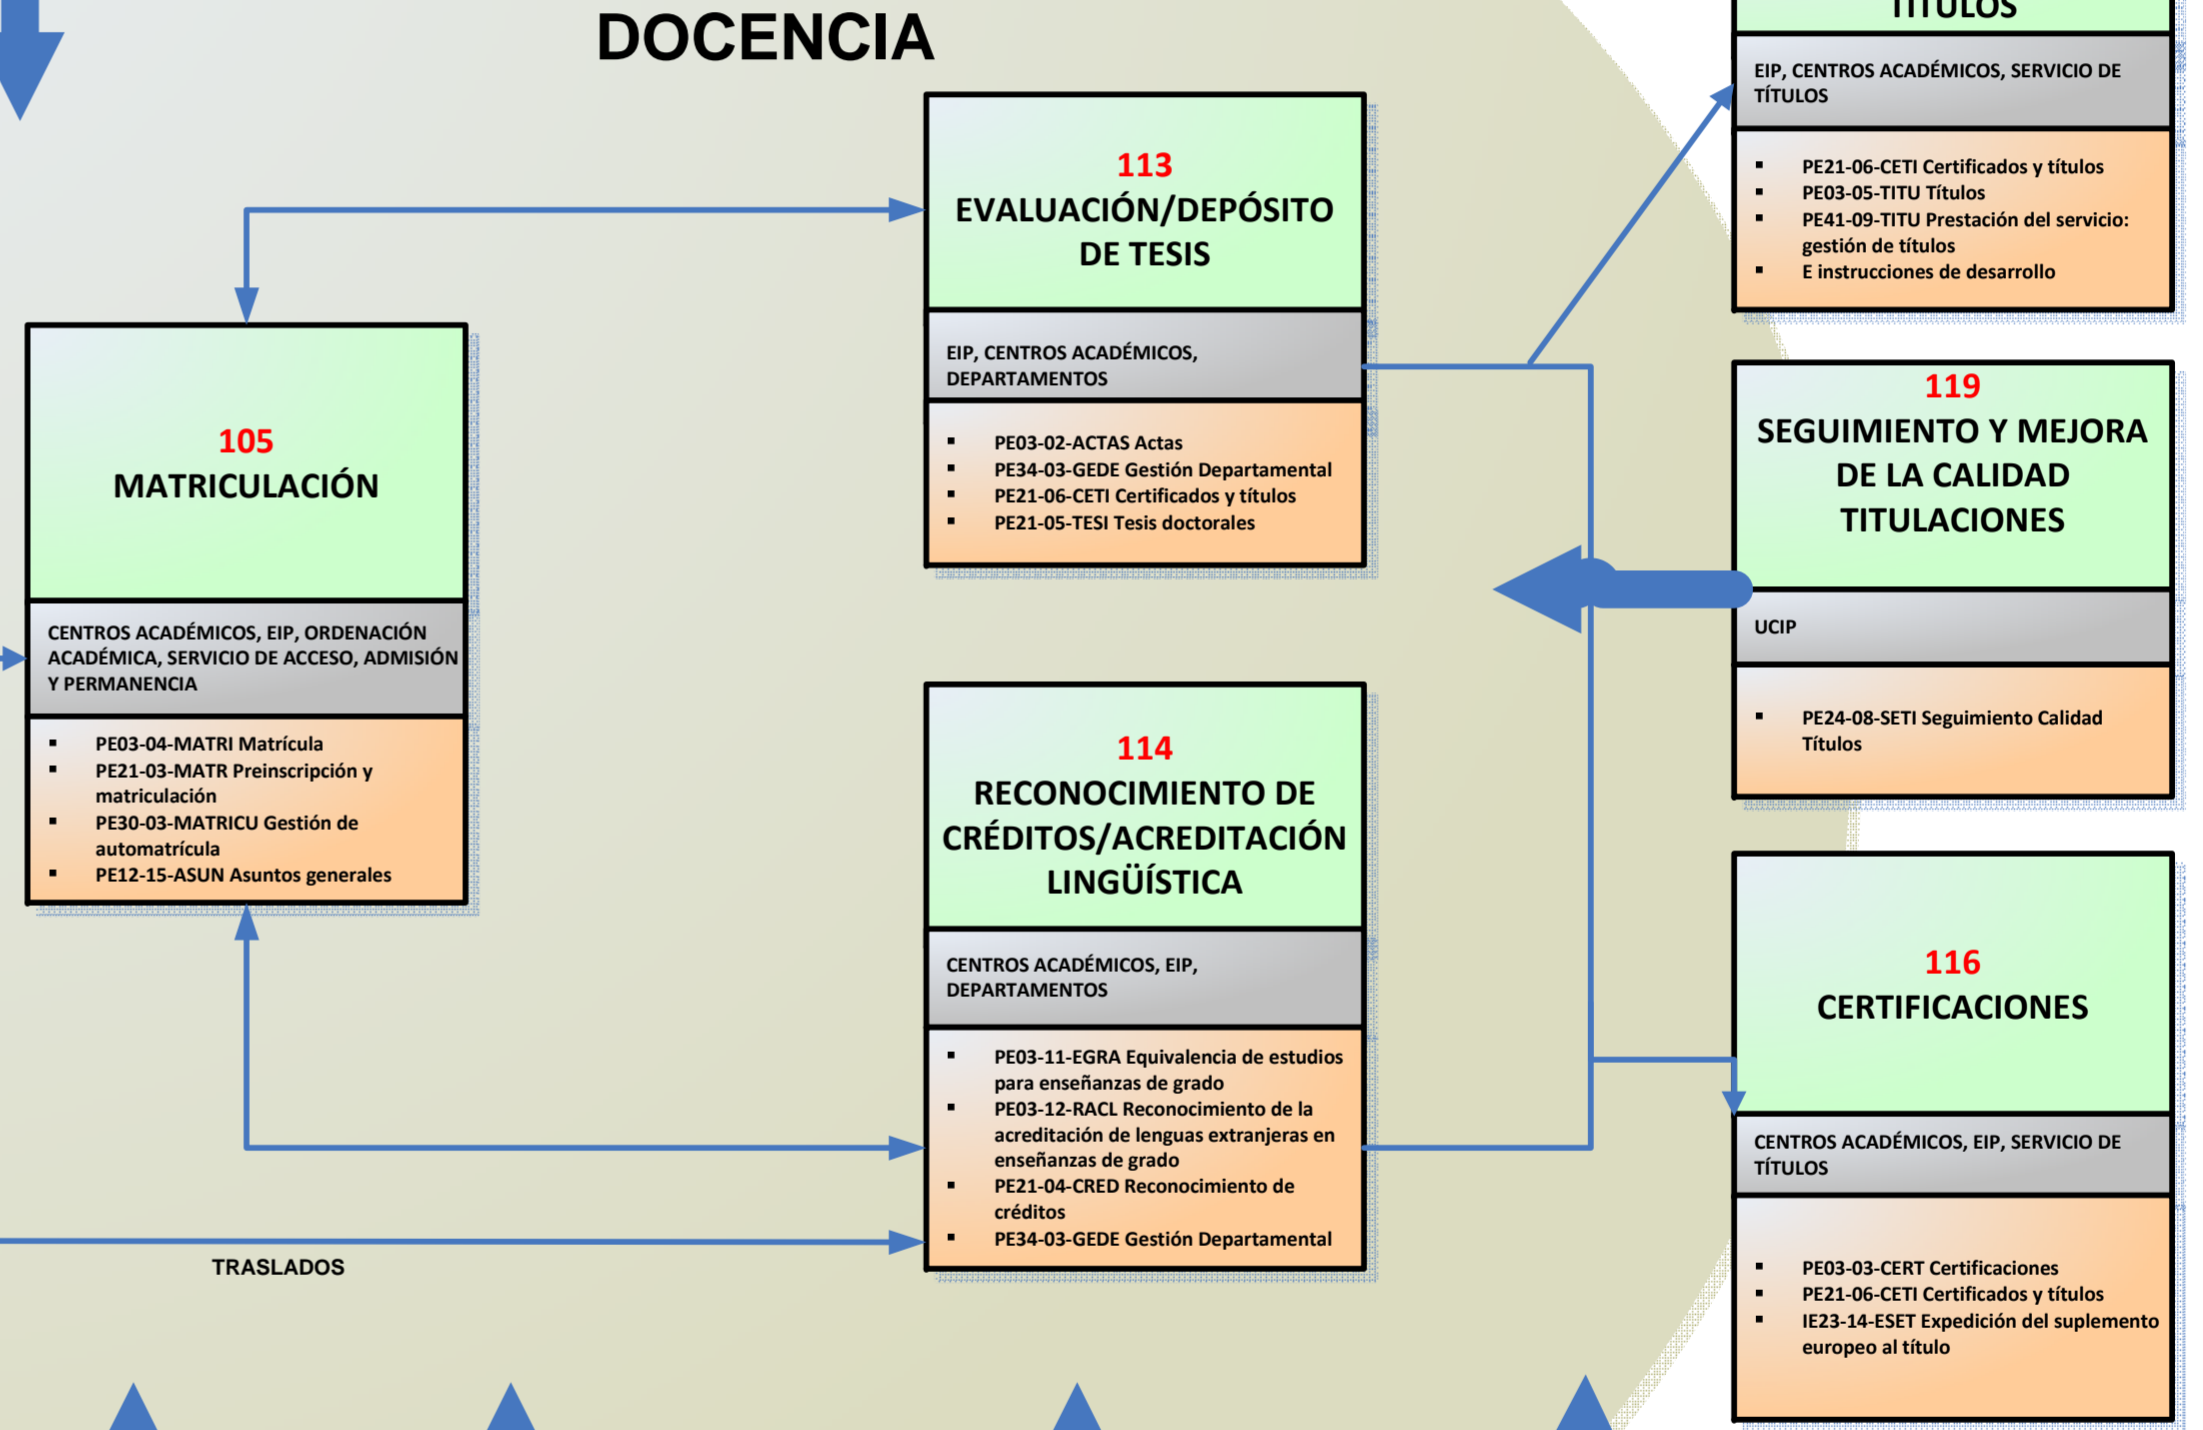 DOCENCIA
TÍTULOS
EIP, CENTROS ACADÉMICOS, SERVICIO DE
TÍTULOS
▪ PE21-06-CETI Certificados y títulos
▪ PE03-05-TITU Títulos
▪ PE41-09-TITU Prestación del servicio:
gestión de títulos
▪ E instrucciones de desarrollo
113
EVALUACIÓN/DEPÓSITO
DE TESIS
EIP, CENTROS ACADÉMICOS,
DEPARTAMENTOS
▪ PE03-02-ACTAS Actas
▪ PE34-03-GEDE Gestión Departamental
▪ PE21-06-CETI Certificados y títulos
▪ PE21-05-TESI Tesis doctorales
105
MATRICULACIÓN
CENTROS ACADÉMICOS, EIP, ORDENACIÓN
ACADÉMICA, SERVICIO DE ACCESO, ADMISIÓN
Y PERMANENCIA
▪ PE03-04-MATRI Matrícula
▪ PE21-03-MATR Preinscripción y
matriculación
▪ PE30-03-MATRICU Gestión de
automatrícula
▪ PE12-15-ASUN Asuntos generales
119
SEGUIMIENTO Y MEJORA
DE LA CALIDAD
TITULACIONES
UCIP
▪ PE24-08-SETI Seguimiento Calidad
Títulos
114
RECONOCIMIENTO DE
CRÉDITOS/ACREDITACIÓN
LINGÜÍSTICA
CENTROS ACADÉMICOS, EIP,
DEPARTAMENTOS
▪ PE03-11-EGRA Equivalencia de estudios
para enseñanzas de grado
▪ PE03-12-RACL Reconocimiento de la
acreditación de lenguas extranjeras en
enseñanzas de grado
▪ PE21-04-CRED Reconocimiento de
créditos
▪ PE34-03-GEDE Gestión Departamental
116
CERTIFICACIONES
CENTROS ACADÉMICOS, EIP, SERVICIO DE
TÍTULOS
▪ PE03-03-CERT Certificaciones
▪ PE21-06-CETI Certificados y títulos
▪ IE23-14-ESET Expedición del suplemento
europeo al título
TRASLADOS